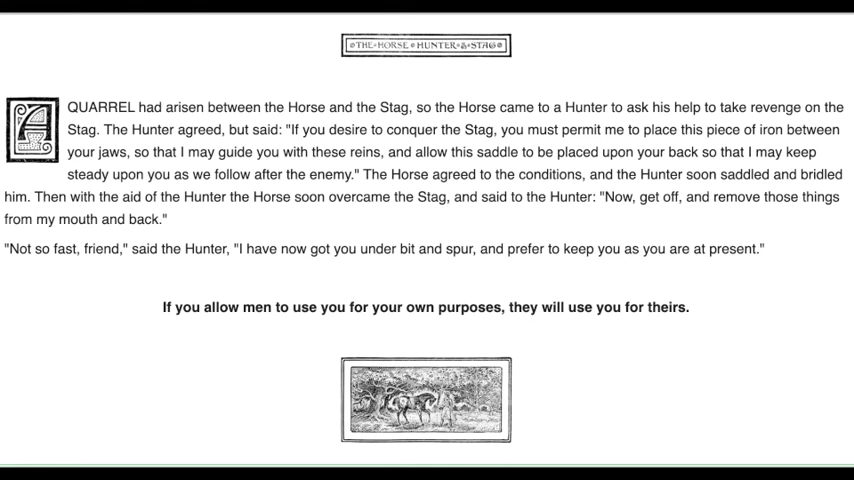 THE HORSE HUNTER & STAG
A QUARREL had arisen between the Horse and the Stag, so the Horse came to a Hunter to ask his help to take revenge on the
Stag. The Hunter agreed, but said: "If you desire to conquer the Stag, you must permit me to place this piece of iron between
your jaws, so that I may guide you with these reins, and allow this saddle to be placed upon your back so that I may keep
steady upon you as we follow after the enemy." The Horse agreed to the conditions, and the Hunter soon saddled and bridled
him. Then with the aid of the Hunter the Horse soon overcame the Stag, and said to the Hunter: "Now, get off, and remove those things
from my mouth and back."
"Not so fast, friend," said the Hunter, "I have now got you under bit and spur, and prefer to keep you as you are at present."
If you allow men to use you for your own purposes, they will use you for theirs.